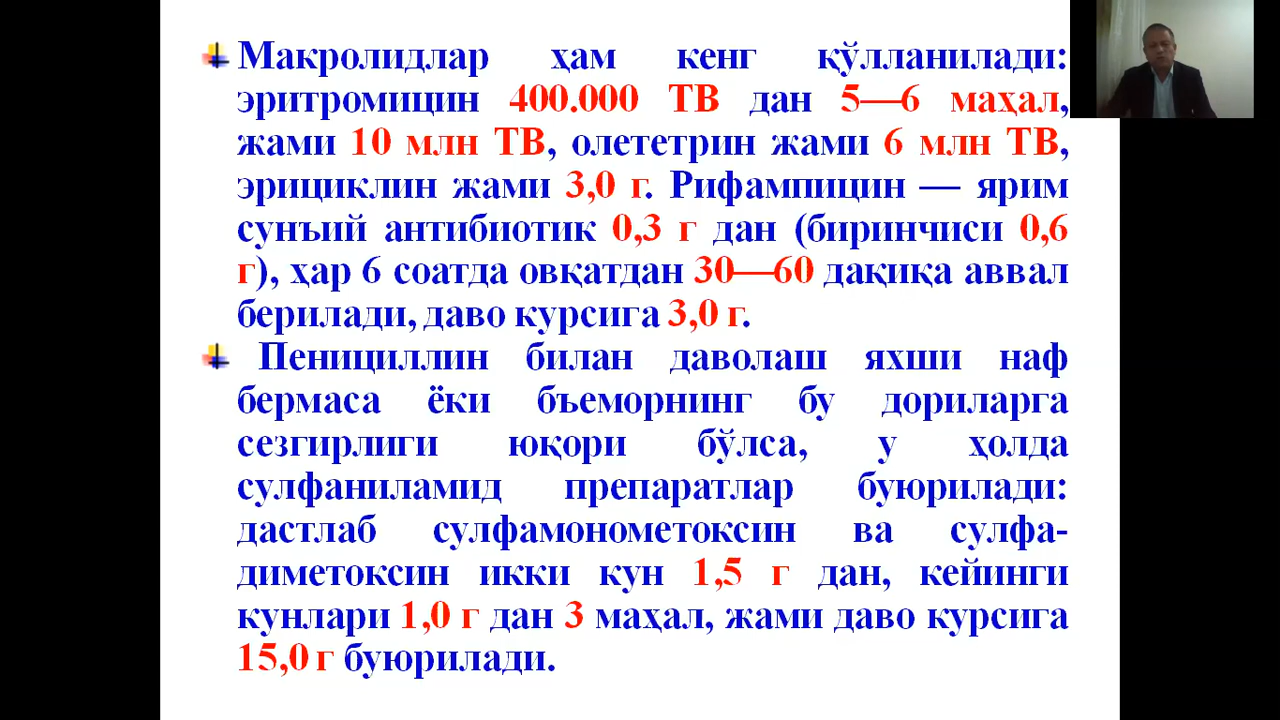 Макролидлар ҳам кенг қўлланилади:
эритромицин 400.000 ТВ дан 5—6 маҳал,
жами 10 млн ТВ, олететрин жами 6 млн ТВ,
эрициклин жами 3,0 г. Рифампицин — ярим
сунъий антибиотик 0,3 г дан (биринчиси 0,6
г), ҳар 6 соатда овқатдан 30—60 дақиқа аввал
берилади, даво курсига 3,0 г.
Пенициллин билан даволаш яхши наф
бермаса ёки бъеморнинг бу дориларга
сезгирлиги юқори бўлса, у ҳолда
сулфаниламид препаратлар буюрилади:
дастлаб сулфамонометоксин ва сулфа-
диметоксин икки кун 1,5 г дан, кейинги
кунлари 1,0 г дан 3 маҳал, жами даво курсига
15,0 г буюрилади.